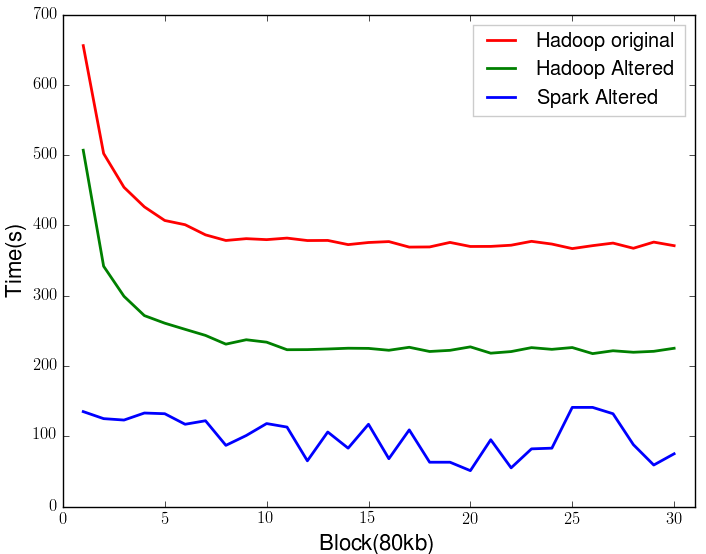 700
600
500
400
300
200
100
0
Time(s)
Hadoop original
Hadoop Altered
Spark Altered
0 5 10 15 20 25 30
Block(80kb)